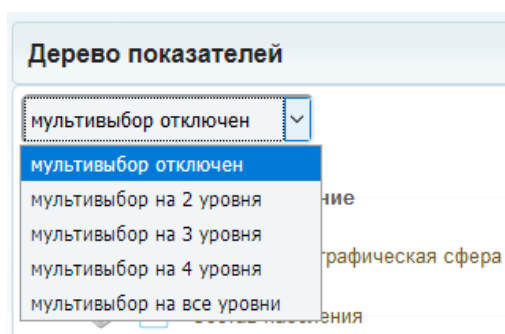 Дерево показателей
мультивыбор отключен
мультивыбор отключен
мультивыбор на 2 уровня
мультивыбор на 3 уровня
мультивыбор на 4 уровня
мультивыбор на все уровни